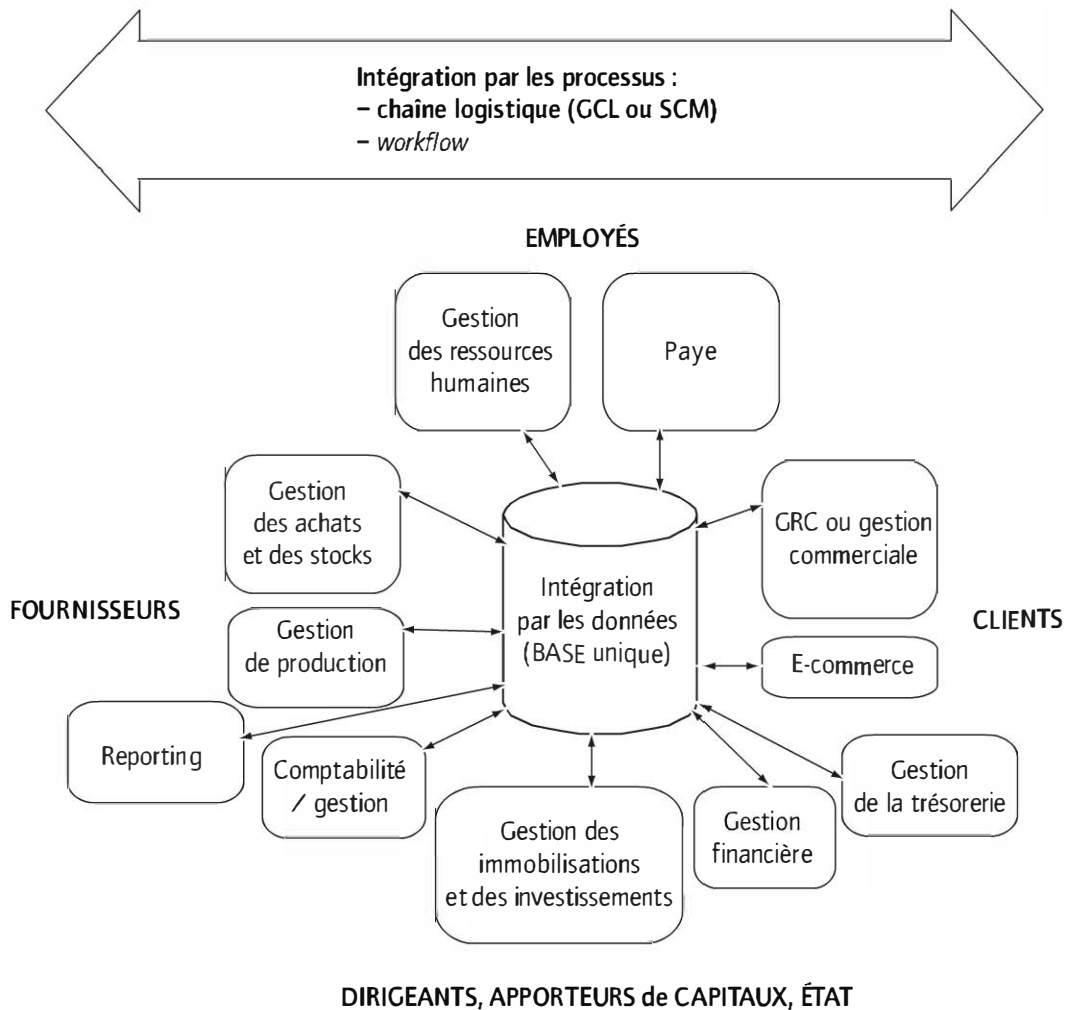 Intégration par les processus :
– chaîne logistique (GCL ou SCM)
– workflow
EMPLOYÉS
Gestion
des ressources
humaines
Paye
Gestion
des achats
et des stocks
GRC ou gestion
commerciale
FOURNISSEURS
Intégration
par les données
(BASE unique)
CLIENTS
Gestion
de production
E-commerce
Reporting
Comptabilité
/ gestion
Gestion des
immobilisations
et des investissements
Gestion
financière
Gestion
de la trésorerie
DIRIGEANTS, APPORTEURS de CAPITAUX, ÉTAT